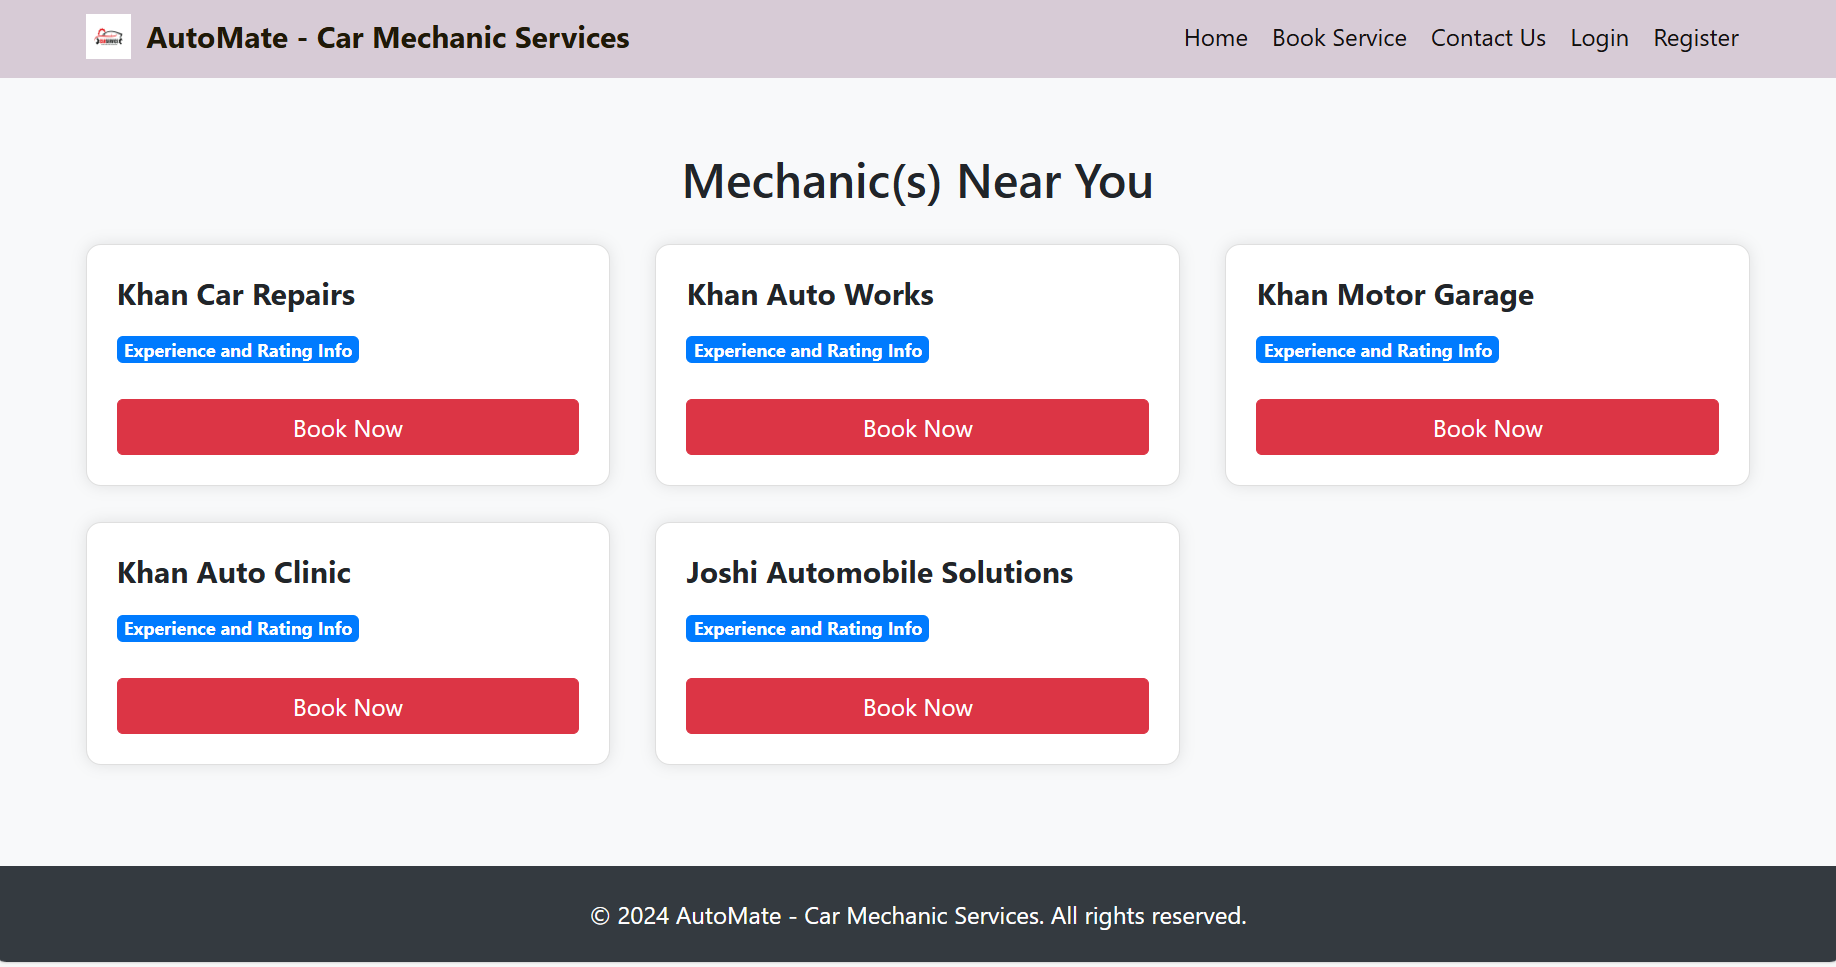 AutoMate - Car Mechanic Services
Home Book Service Contact Us Login Register
Mechanic(s) Near You
Khan Car Repairs
Experience and Rating Info
Book Now
Khan Auto Works
Experience and Rating Info
Book Now
Khan Motor Garage
Experience and Rating Info
Book Now
Khan Auto Clinic
Experience and Rating Info
Book Now
Joshi Automobile Solutions
Experience and Rating Info
Book Now
© 2024 AutoMate - Car Mechanic Services. All rights reserved.